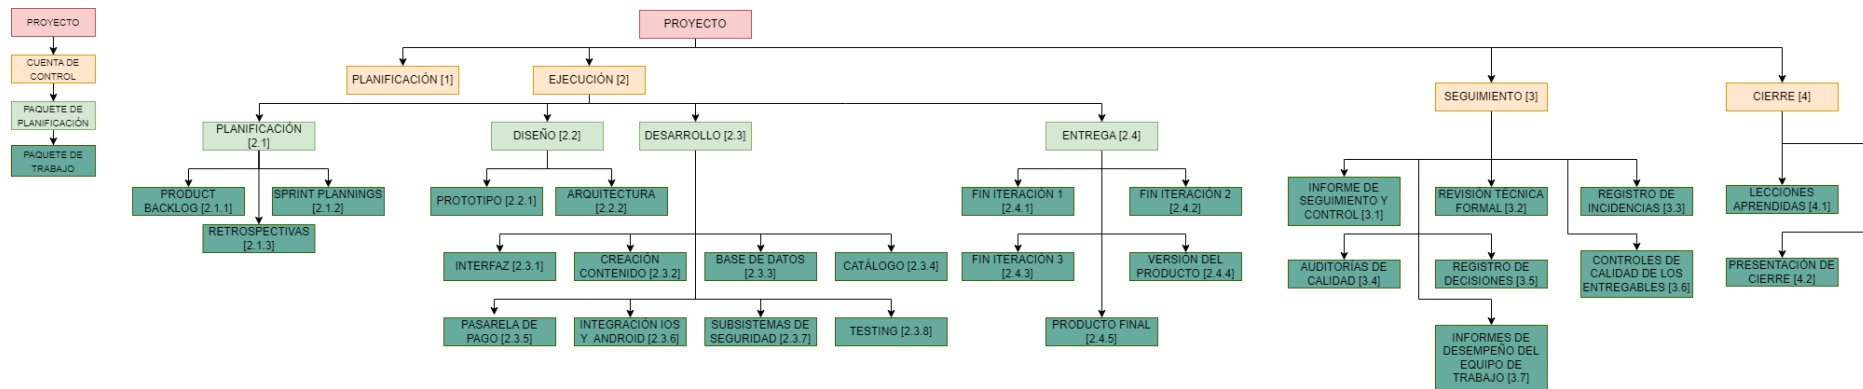 PROYECTO
CUENTA DE
CONTROL
PAQUETE DE
PLANIFICACIÓN
PAQUETE DE
TRABAJO
PROYECTO
PLANIFICACIÓN [1]
EJECUCIÓN [2]
SEGUIMIENTO [3]
CIERRE [4]
PLANIFICACIÓN
[2.1]
DISEÑO [2.2]
DESARROLLO [2.3]
ENTREGA [2.4]
PRODUCT
BACKLOG [2.1.1]
SPRINT PLANNINGS
[2.1.2]
RETROSPECTIVAS
[2.1.3]
PROTOTIPO [2.2.1]
ARQUITECTURA
[2.2.2]
INTERFAZ [2.3.1]
CREACIÓN
CONTENIDO [2.3.2]
BASE DE DATOS
[2.3.3]
CATÁLOGO [2.3.4]
PASARELA DE
PAGO [2.3.5]
INTEGRACIÓN IOS
Y ANDROID [2.3.6]
SUBSISTEMAS DE
SEGURIDAD [2.3.7]
TESTING [2.3.8]
FIN ITERACIÓN 1
[2.4.1]
FIN ITERACIÓN 2
[2.4.2]
FIN ITERACIÓN 3
[2.4.3]
VERSIÓN DEL
PRODUCTO [2.4.4]
PRODUCTO FINAL
[2.4.5]
INFORME DE
SEGUIMIENTO Y
CONTROL [3.1]
REVISIÓN TÉCNICA
FORMAL [3.2]
REGISTRO DE
INCIDENCIAS [3.3]
AUDITORÍAS DE
CALIDAD [3.4]
REGISTRO DE
DECISIONES [3.5]
CONTROLES DE
CALIDAD DE LOS
ENTREGABLES [3.6]
INFORMES DE
DESEMPEÑO DEL
EQUIPO DE
TRABAJO [3.7]
LECCIONES
APRENDIDAS [4.1]
PRESENTACIÓN DE
CIERRE [4.2]